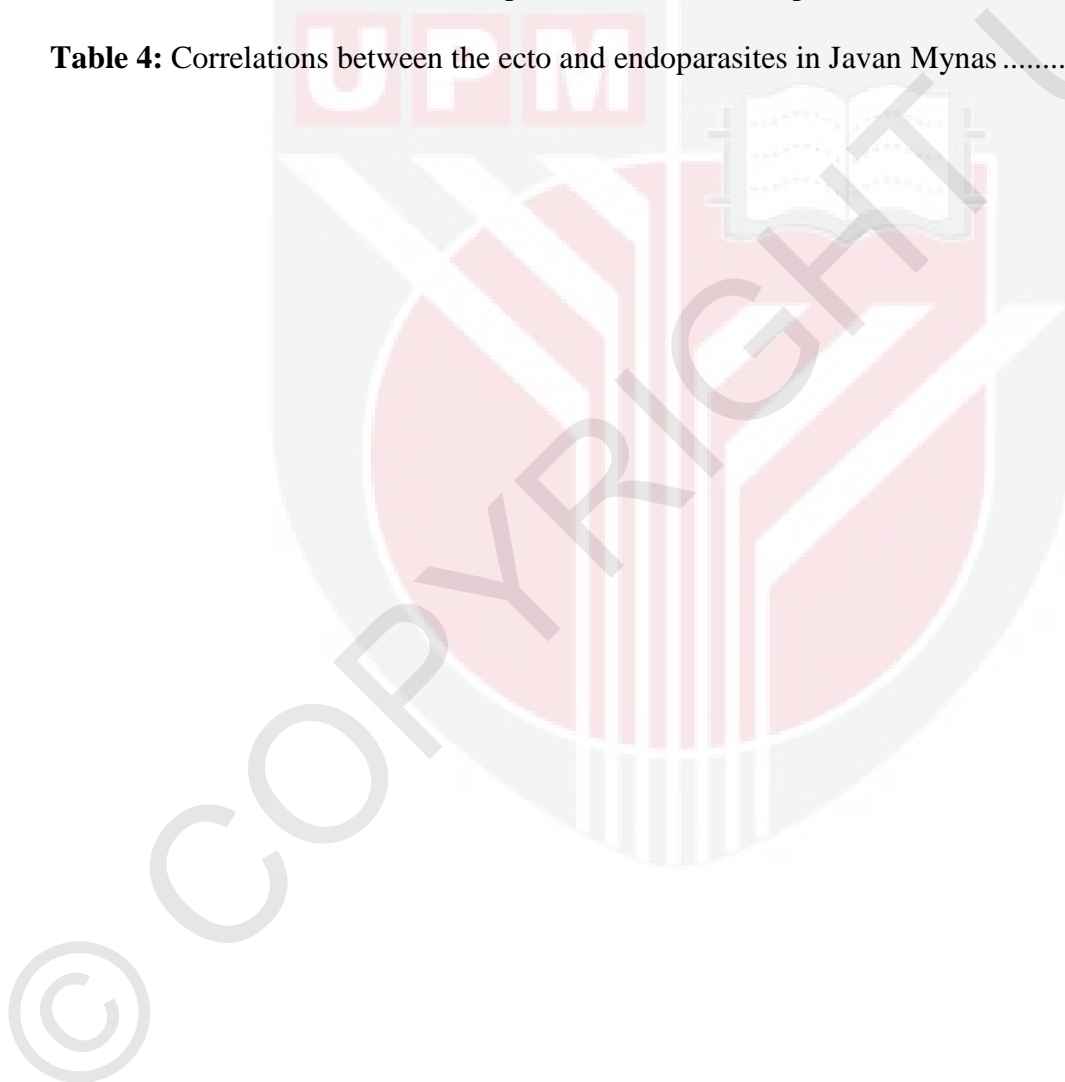 Table 4: Correlations between the ecto and endoparasites in Javan Mynas ........
UPM
© COPYRIGHT U